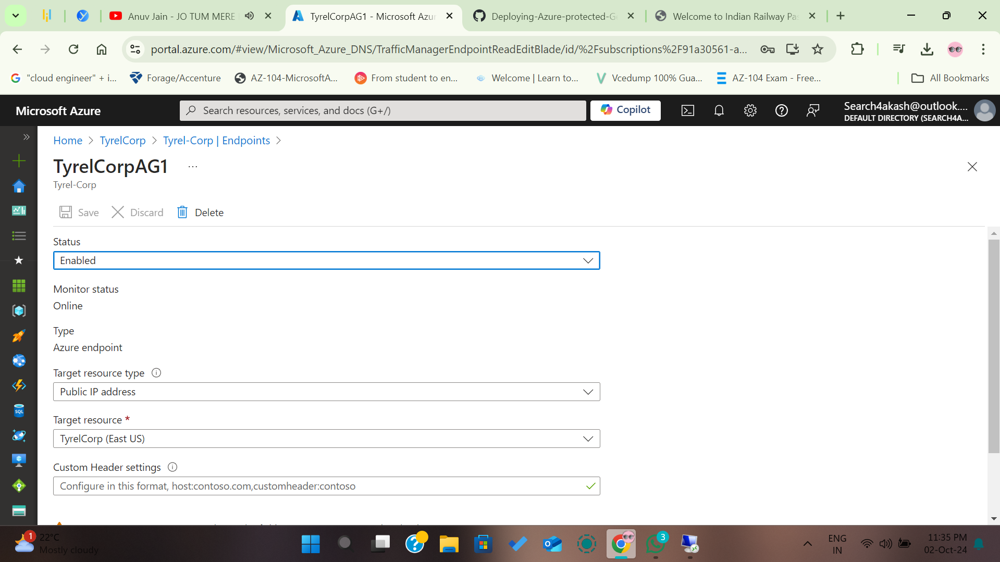 Anuv Jain - JO TUM MERE
TyrelCorpAG1 - Microsoft Azur
Deploying-Azure-protected-Ge
Welcome to Indian Railway Pas
portal.azure.com/#view/Microsoft_Azure_DNS/TrafficManagerEndpointReadEditBlade/id/%2Fsubscriptions%2F91a30561-a...
"cloud engineer" + i...
Forage/Accenture
AZ-104-MicrosoftA...
From student to en...
Welcome | Learn to...
Vcedump 100% Gua...
AZ-104 Exam - Free...
All Bookmarks
Microsoft Azure
Search resources, services, and docs (G+/)
Copilot
Search4akash@outlook....
DEFAULT DIRECTORY (SEARCH4A...
Home > TyrelCorp > Tyrel-Corp | Endpoints >
TyrelCorpAG1 ...
Tyrel-Corp
Save
Discard
Delete
Status
Enabled
Monitor status
Online
Type
Azure endpoint
Target resource type
Public IP address
Target resource *
TyrelCorp (East US)
Custom Header settings
Configure in this format, host:contoso.com,customheader:contoso
SQL
1
22°C
Mostly cloudy
3
ENG
IN
11:35 PM
02-Oct-24